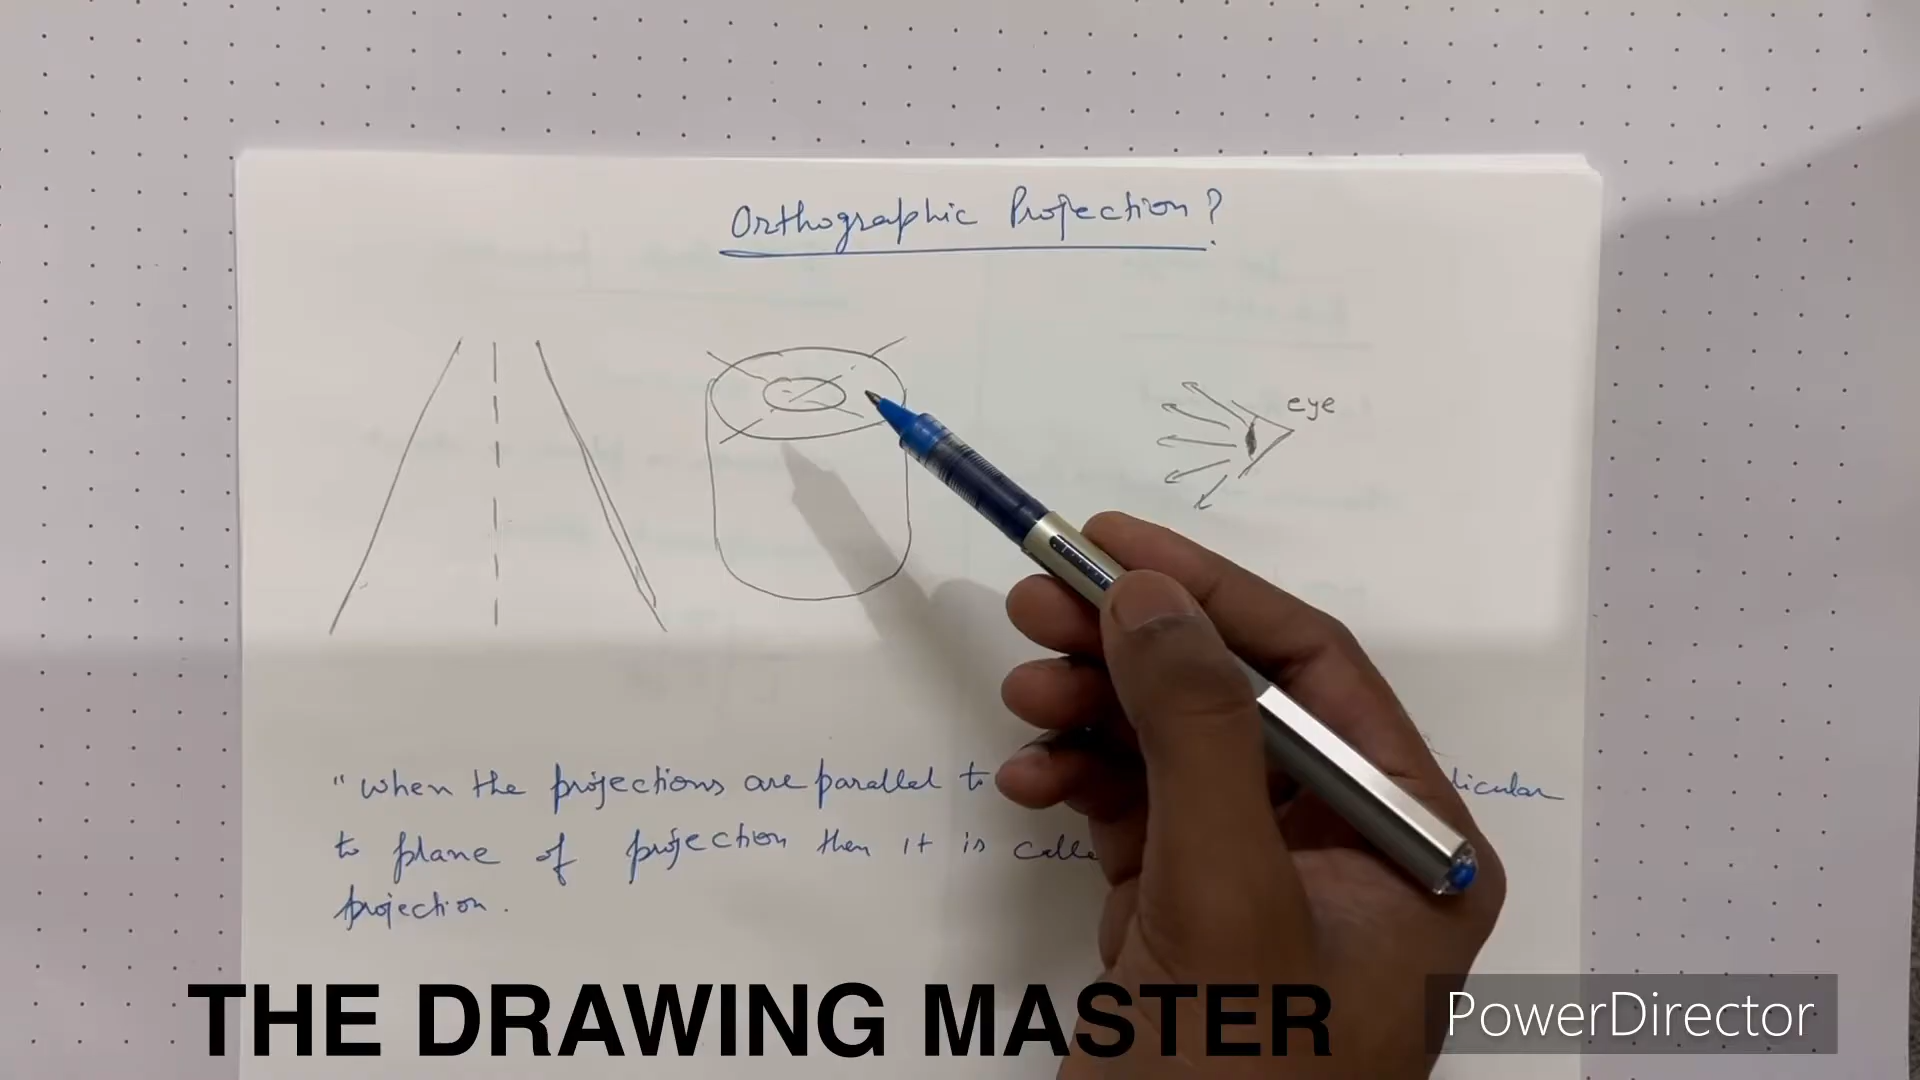 Orthographic Projection?
eye
"When the projections are parallel to
to plane of projection then it is
projection.
THE DRAWING MASTER
PowerDirector